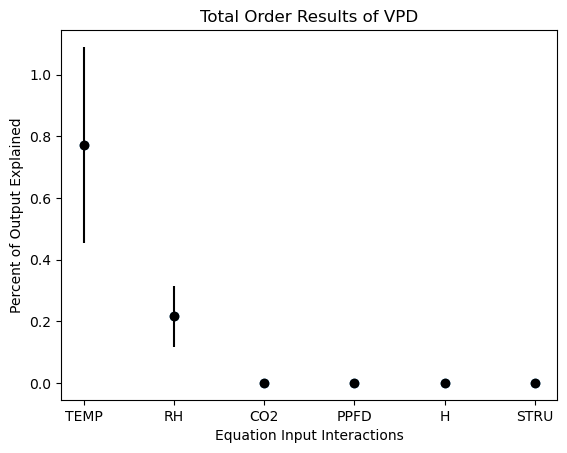 Total Order Results of VPD
Percent of Output Explained
1.0
0.8
0.6
0.4
0.2
0.0
TEMP RH CO2 PPFD H STRU
Equation Input Interactions